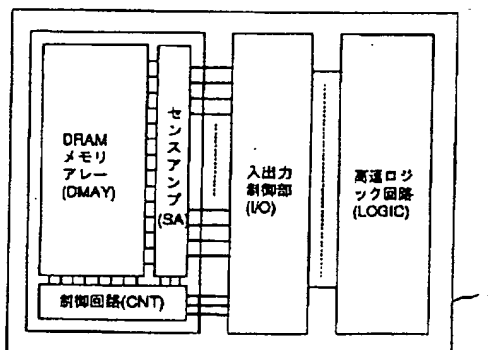 DRAM
メモリ
アレー
(DMAY)
センスアンプ
(SA)
制御回路(CNT)
入出力
制御部
(I/O)
高速ロジ
ック回路
(LOGIC)